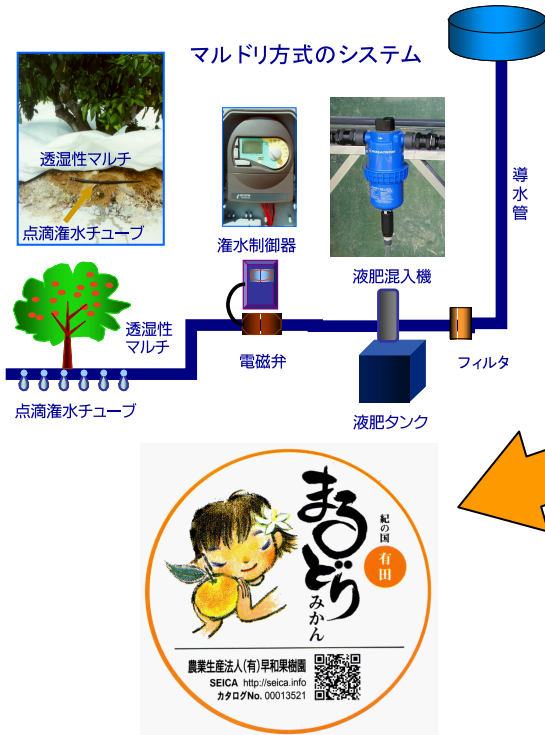 マルドリ方式のシステム
透湿性マルチ
点滴潅水チューブ
潅水制御器
液肥混入機
導水管
透湿性
マルチ
電磁弁
フィルタ
点滴潅水チューブ
液肥タンク
まるどり
みかん
紀の国
有田
農業生産法人(有)早和果樹園
SEICA http://seica.info
カタログNo. 00013521